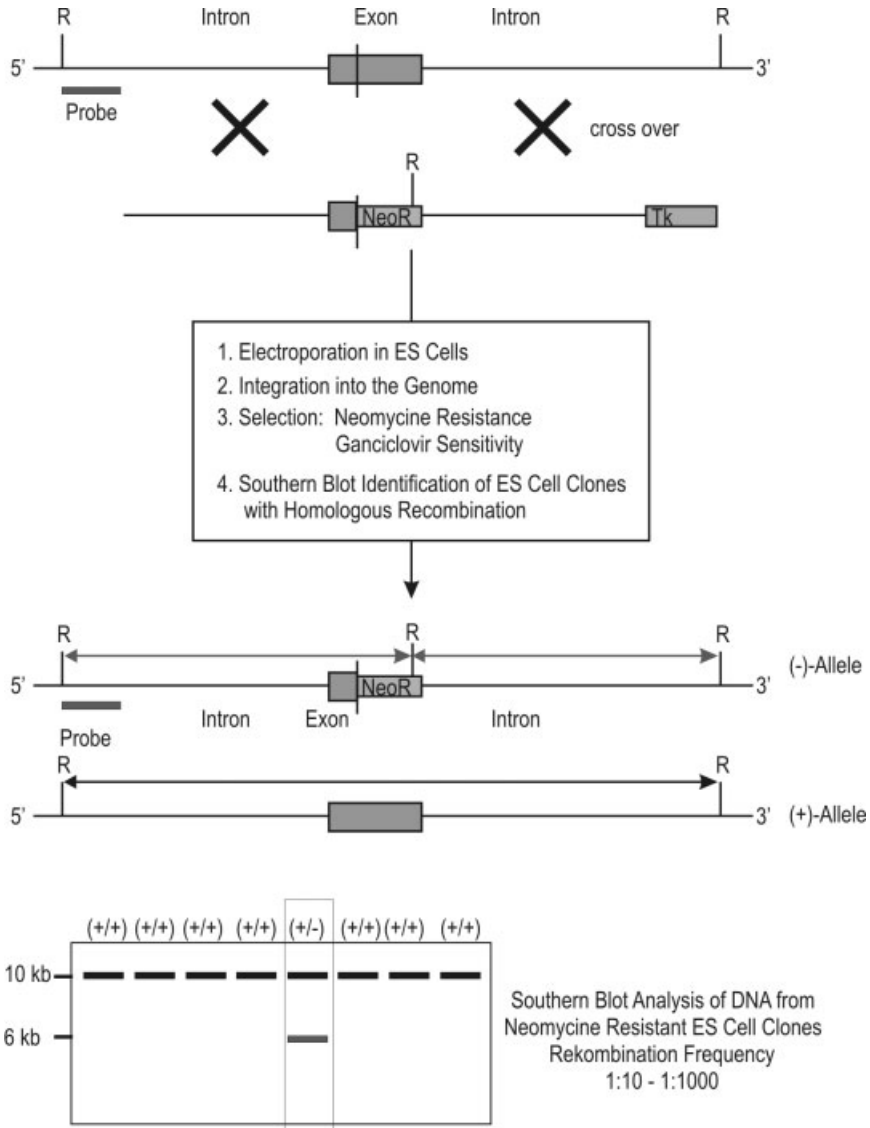 R Intron Exon Intron R
5' 3'
Probe
cross over
R
NeoR Tk
1. Electroporation in ES Cells
2. Integration into the Genome
3. Selection: Neomycine Resistance
Ganciclovir Sensitivity
4. Southern Blot Identification of ES Cell Clones
with Homologous Recombination
R R R
(-)-Allele
5' NeoR 3'
Intron Exon Intron
Probe
R R
5' 3' (+)-Allele
(+/+) (+/+) (+/+) (+/+) (+/-) (+/+) (+/+) (+/+)
10 kb
6 kb
Southern Blot Analysis of DNA from
Neomycine Resistant ES Cell Clones
Rekombination Frequency
1:10 - 1:1000